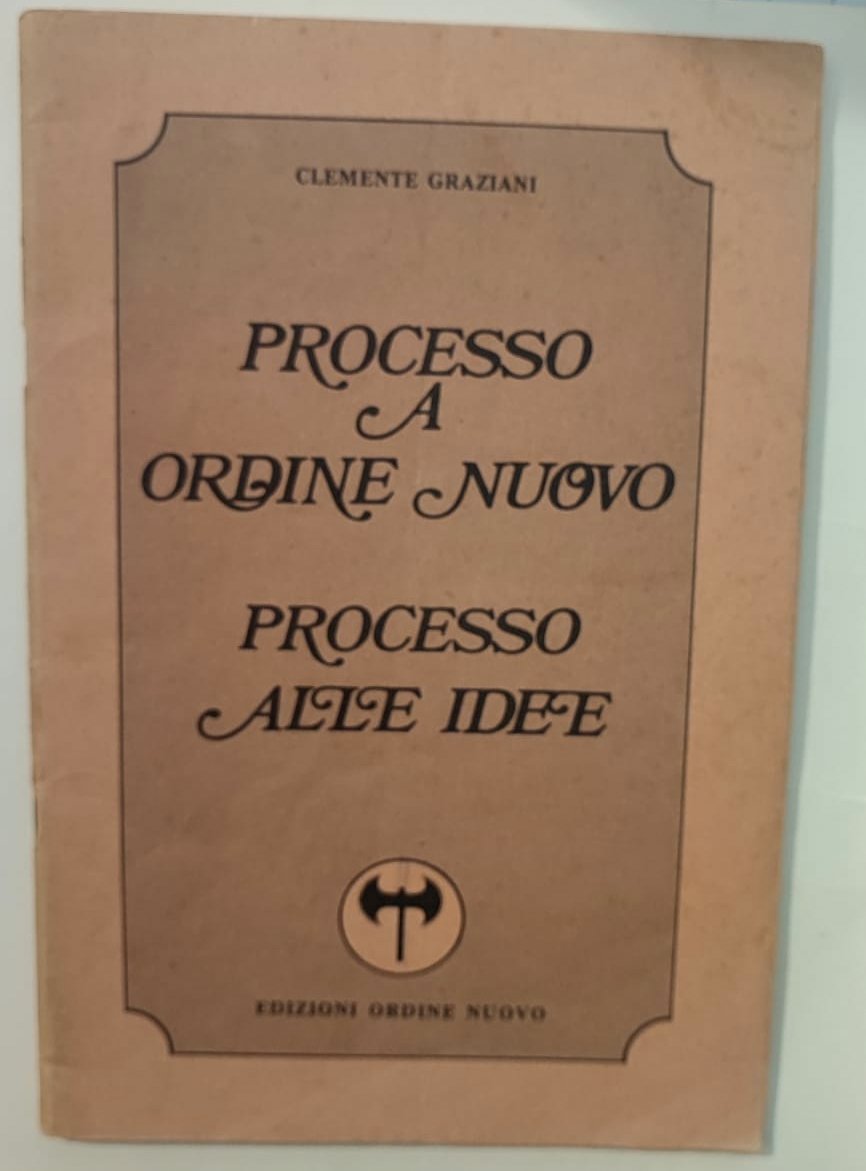 CLEMENTE GRAZIANI
PROCESSO
A
ORDINE NUOVO
PROCESSO
ALLE IDEE
EDIZIONI ORDINE NUOVO